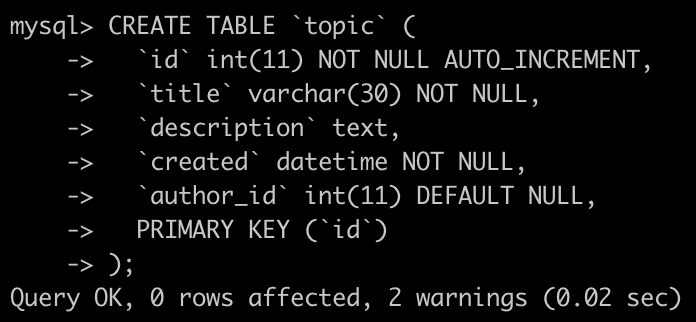 mysql> CREATE TABLE `topic` (
    ->   `id` int(11) NOT NULL AUTO_INCREMENT,
    ->   `title` varchar(30) NOT NULL,
    ->   `description` text,
    ->   `created` datetime NOT NULL,
    ->   `author_id` int(11) DEFAULT NULL,
    ->   PRIMARY KEY (`id`)
    -> );
Query OK, 0 rows affected, 2 warnings (0.02 sec)